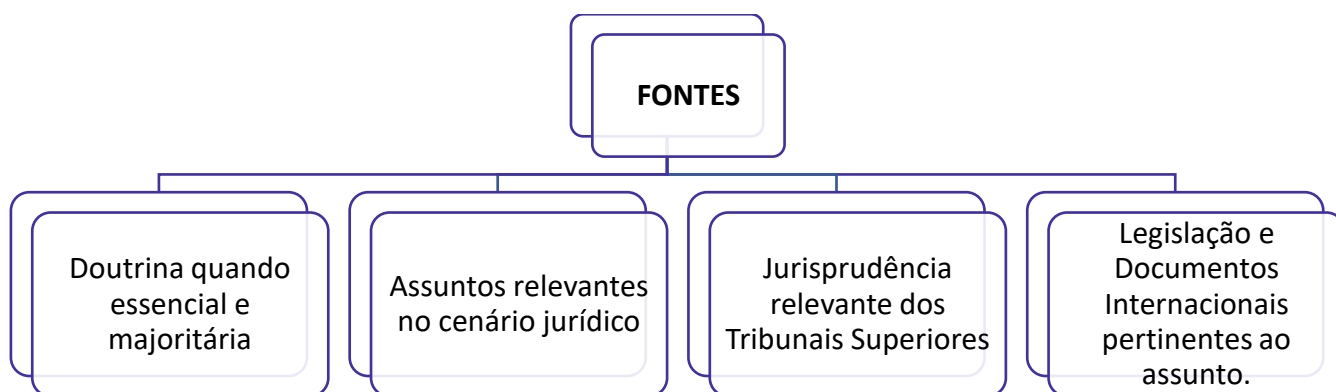 FONTES
Doutrina quando
essencial e
majoritária
Assuntos relevantes
no cenário jurídico
Jurisprudência
relevante dos
Tribunais Superiores
Legislação e
Documentos
Internacionais
pertinentes ao
assunto.